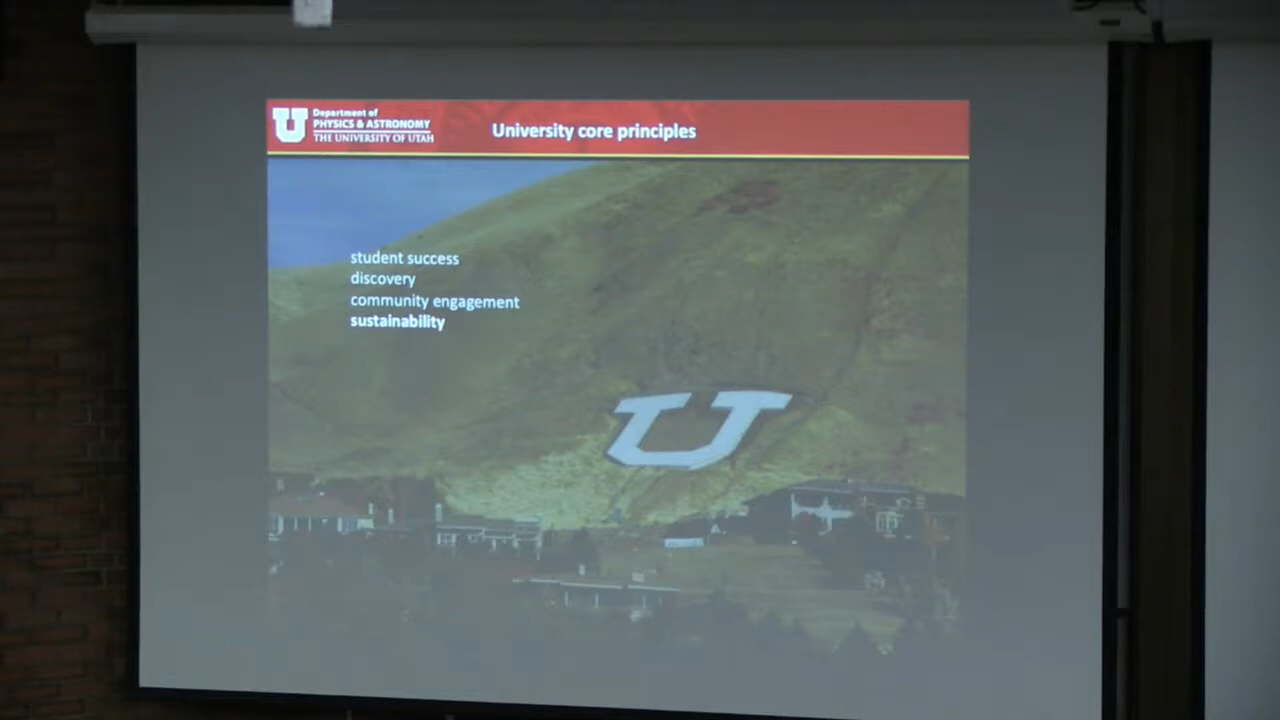 Department of
PHYSICS & ASTRONOMY
THE UNIVERSITY OF UTAH
University core principles
student success
discovery
community engagement
sustainability
U